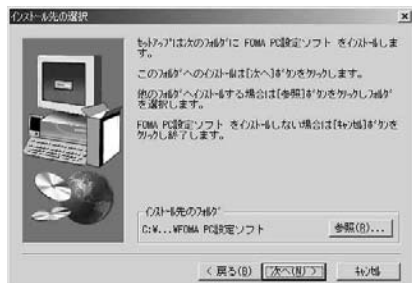 インストール先の選択
ｾｯﾄｱｯﾌﾟは次のﾌｫﾙﾀﾞに FOMA PC設定ソフト をｲﾝｽﾄｰﾙしま
す。
このﾌｫﾙﾀﾞへのｲﾝｽﾄｰﾙは[次へ]ﾎﾞﾀﾝをｸﾘｯｸします。
他のﾌｫﾙﾀﾞへｲﾝｽﾄｰﾙする場合は[参照]ﾎﾞﾀﾝをｸﾘｯｸしﾌｫﾙﾀﾞ
を選択します。
FOMA PC設定ソフト をｲﾝｽﾄｰﾙしない場合は[ｷｬﾝｾﾙ]ﾎﾞﾀﾝを
ｸﾘｯｸし終了します。
ｲﾝｽﾄｰﾙ先のﾌｫﾙﾀﾞ
C:¥...¥FOMA PC設定ソフト
参照(R)...
< 戻る(B)
次へ(N) >
ｷｬﾝｾﾙ